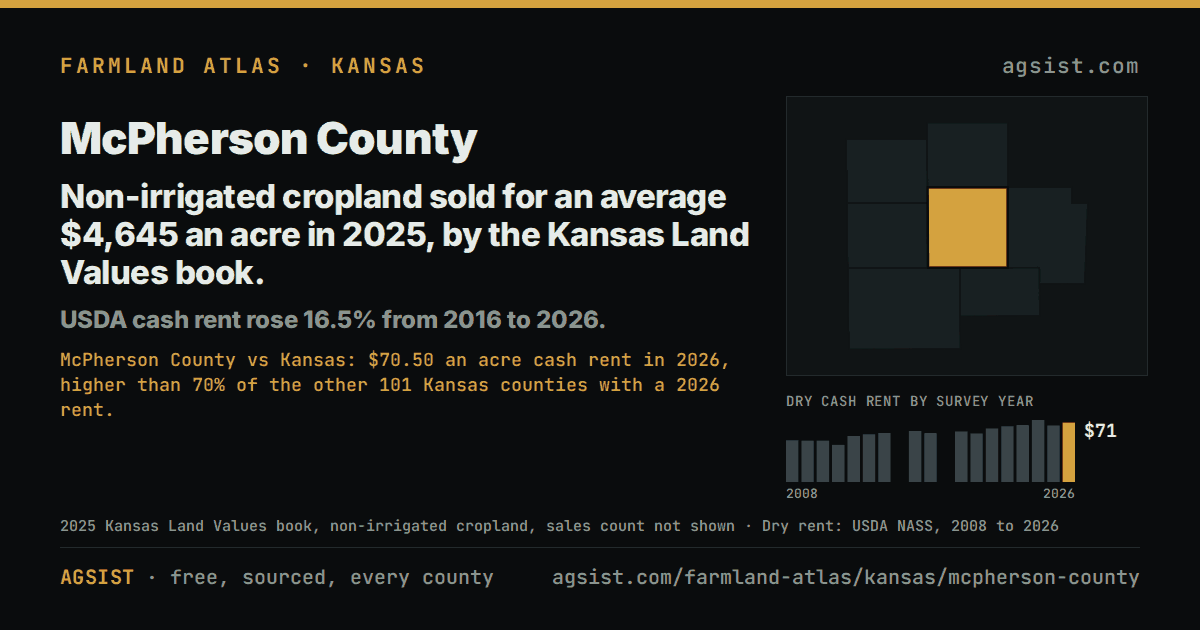 FARMLAND ATLAS · KANSAS
agsist.com
McPherson County
Non-irrigated cropland sold for an average
$4,645 an acre in 2025, by the Kansas Land
Values book.
USDA cash rent rose 16.5% from 2016 to 2026.
McPherson County vs Kansas: $70.50 an acre cash rent in 2026,
higher than 70% of the other 101 Kansas counties with a 2026
rent.
DRY CASH RENT BY SURVEY YEAR
$71
2008
2026
2025 Kansas Land Values book, non-irrigated cropland, sales count not shown · Dry rent: USDA NASS, 2008 to 2026
AGSIST · free, sourced, every county
agsist.com/farmland-atlas/kansas/mcpherson-county